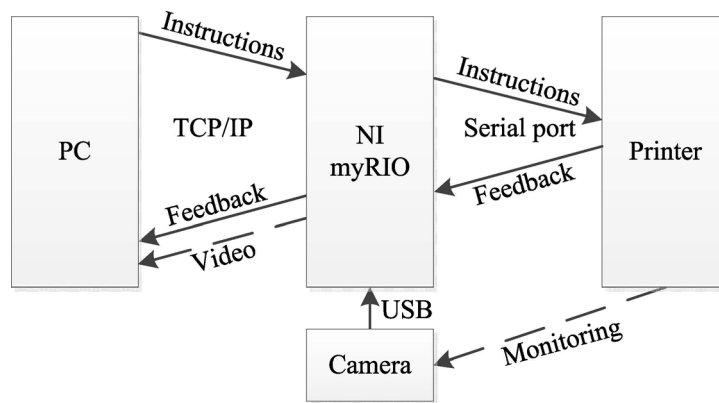 Instructions
Instructions
PC
TCP/IP
NI
myRIO
Serial port
Printer
Feedback
Feedback
Video
USB
Camera
Monitoring